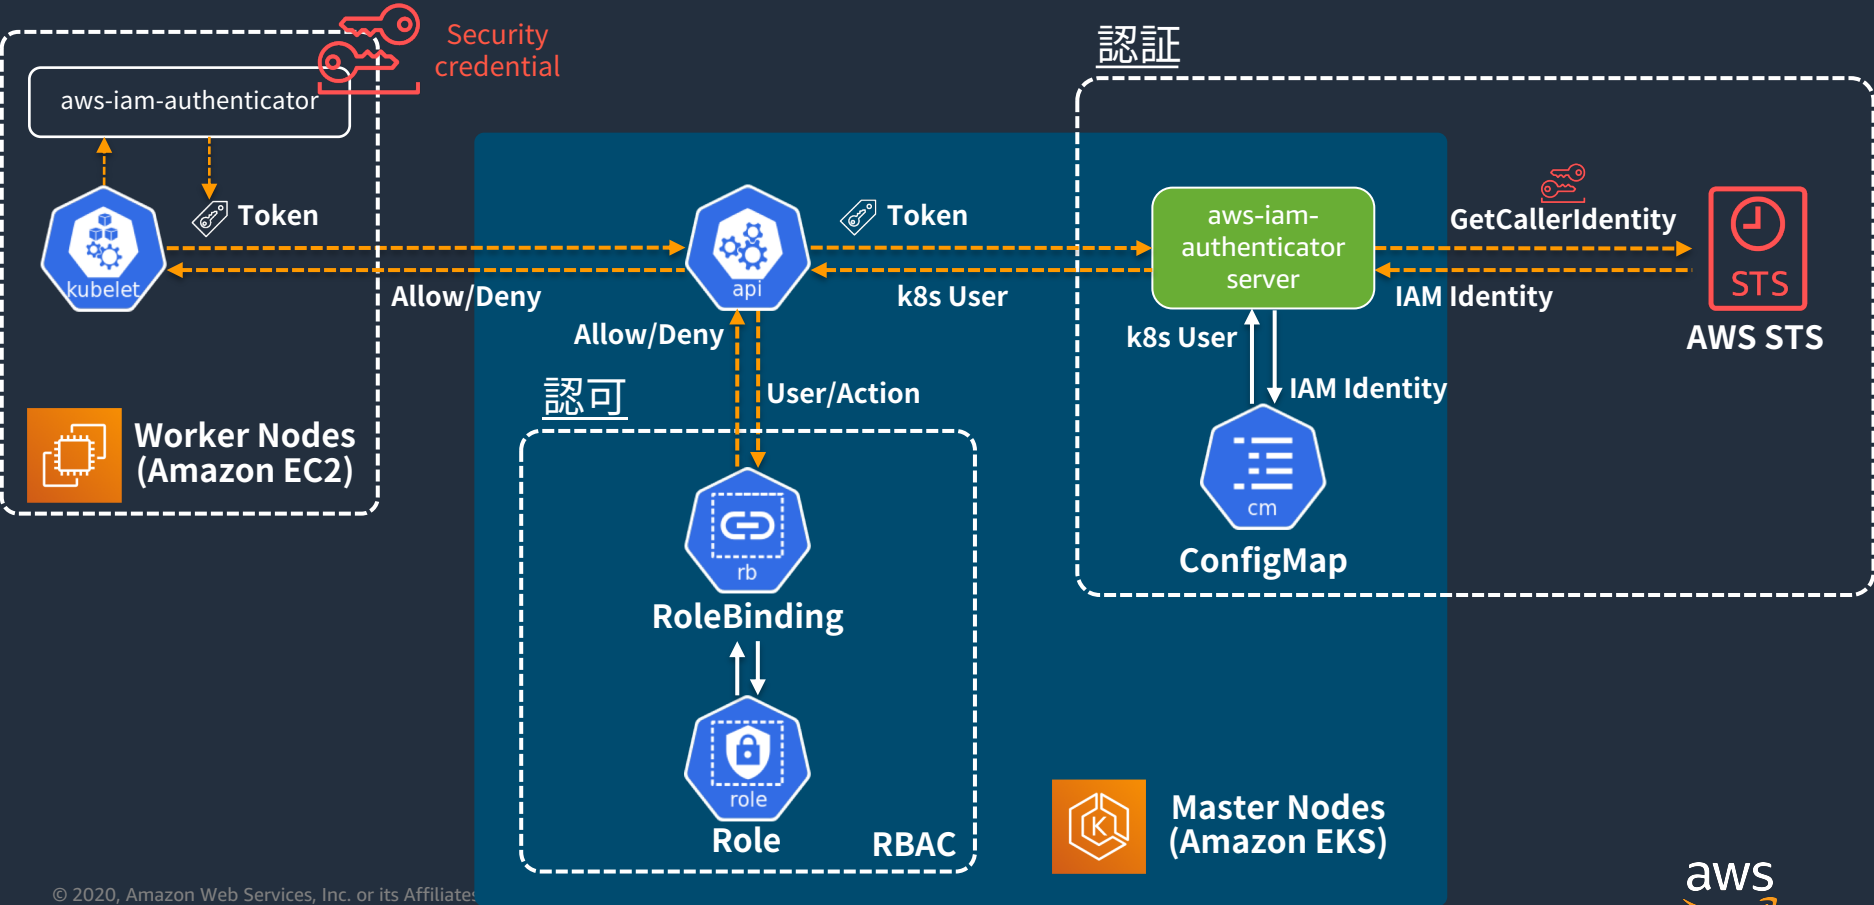 Security
credential
認証
aws-iam-authenticator
Token
kubelet
Allow/Deny
Worker Nodes
(Amazon EC2)
api
Token
k8s User
aws-iam-
authenticator
server
GetCallerIdentity
IAM Identity
STS
AWS STS
Allow/Deny
User/Action
k8s User
IAM Identity
cm
ConfigMap
認可
rb
RoleBinding
role
Role
RBAC
Master Nodes
(Amazon EKS)
© 2020, Amazon Web Services, Inc. or its Affiliates
aws